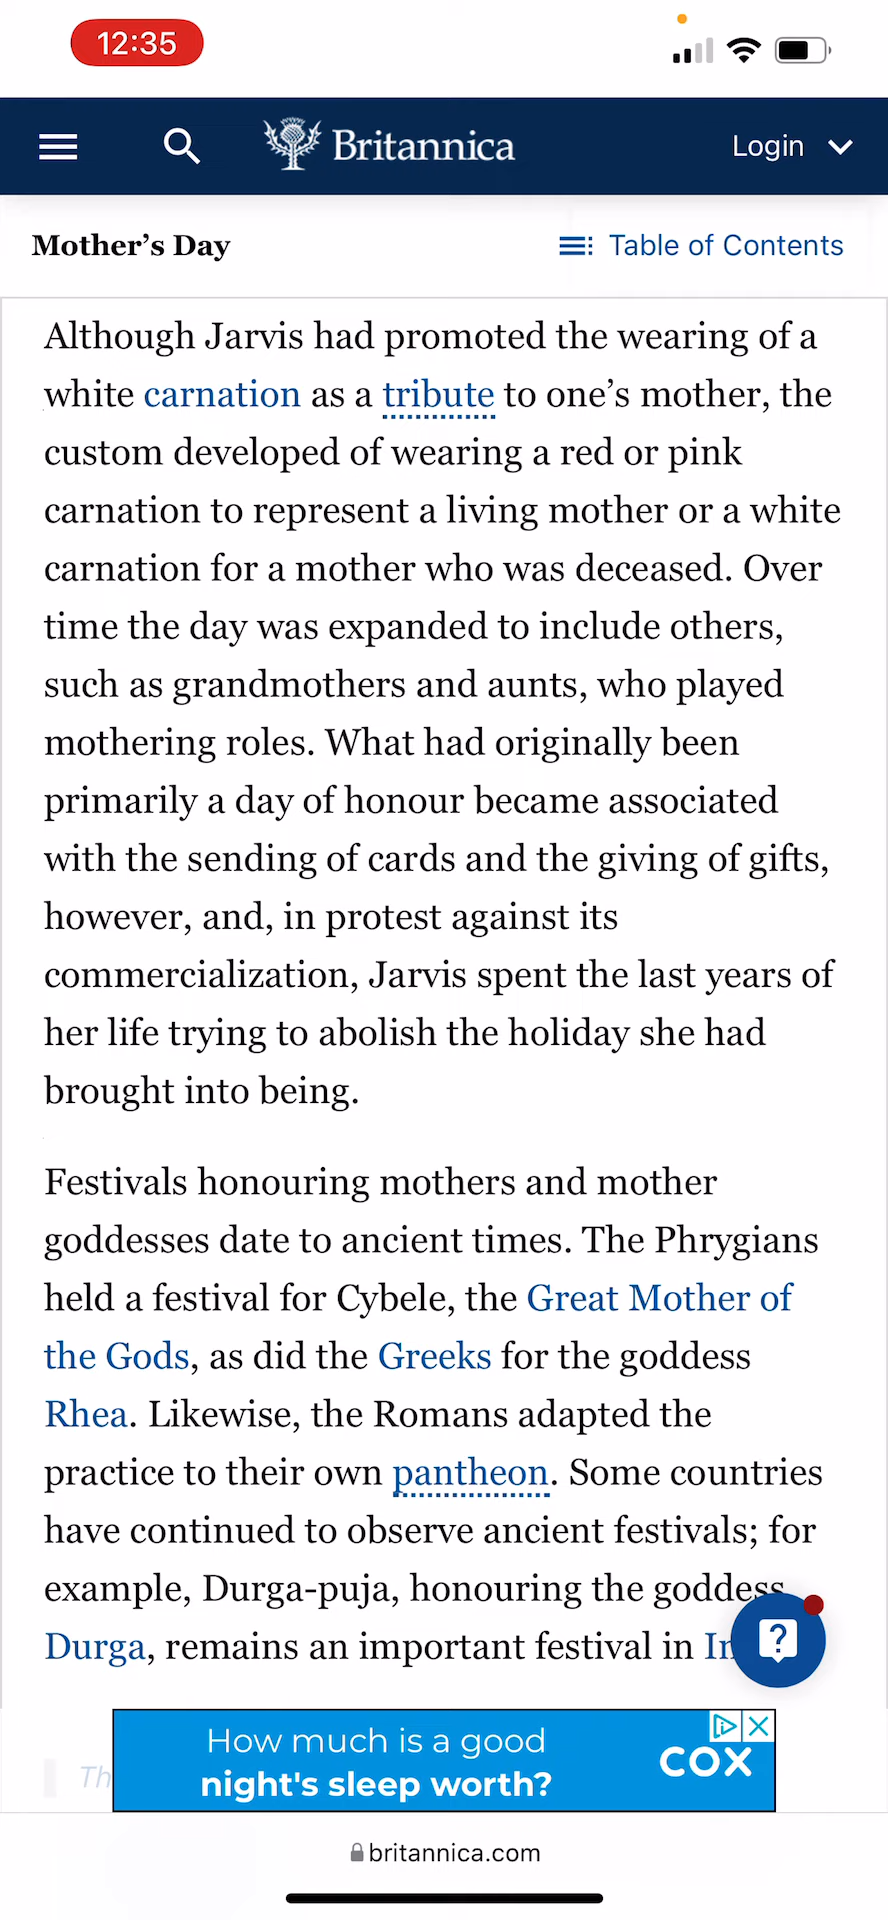 12:35
Britannica
Login
Mother's Day
Table of Contents
Although Jarvis had promoted the wearing of a
white carnation as a tribute to one's mother, the
custom developed of wearing a red or pink
carnation to represent a living mother or a white
carnation for a mother who was deceased. Over
time the day was expanded to include others,
such as grandmothers and aunts, who played
mothering roles. What had originally been
primarily a day of honour became associated
with the sending of cards and the giving of gifts,
however, and, in protest against its
commercialization, Jarvis spent the last years of
her life trying to abolish the holiday she had
brought into being.
Festivals honouring mothers and mother
goddesses date to ancient times. The Phrygians
held a festival for Cybele, the Great Mother of
the Gods, as did the Greeks for the goddess
Rhea. Likewise, the Romans adapted the
practice to their own pantheon. Some countries
have continued to observe ancient festivals; for
example, Durga-puja, honouring the goddess
Durga, remains an important festival in
?
How much is a good
night's sleep worth?
COX
britannica.com